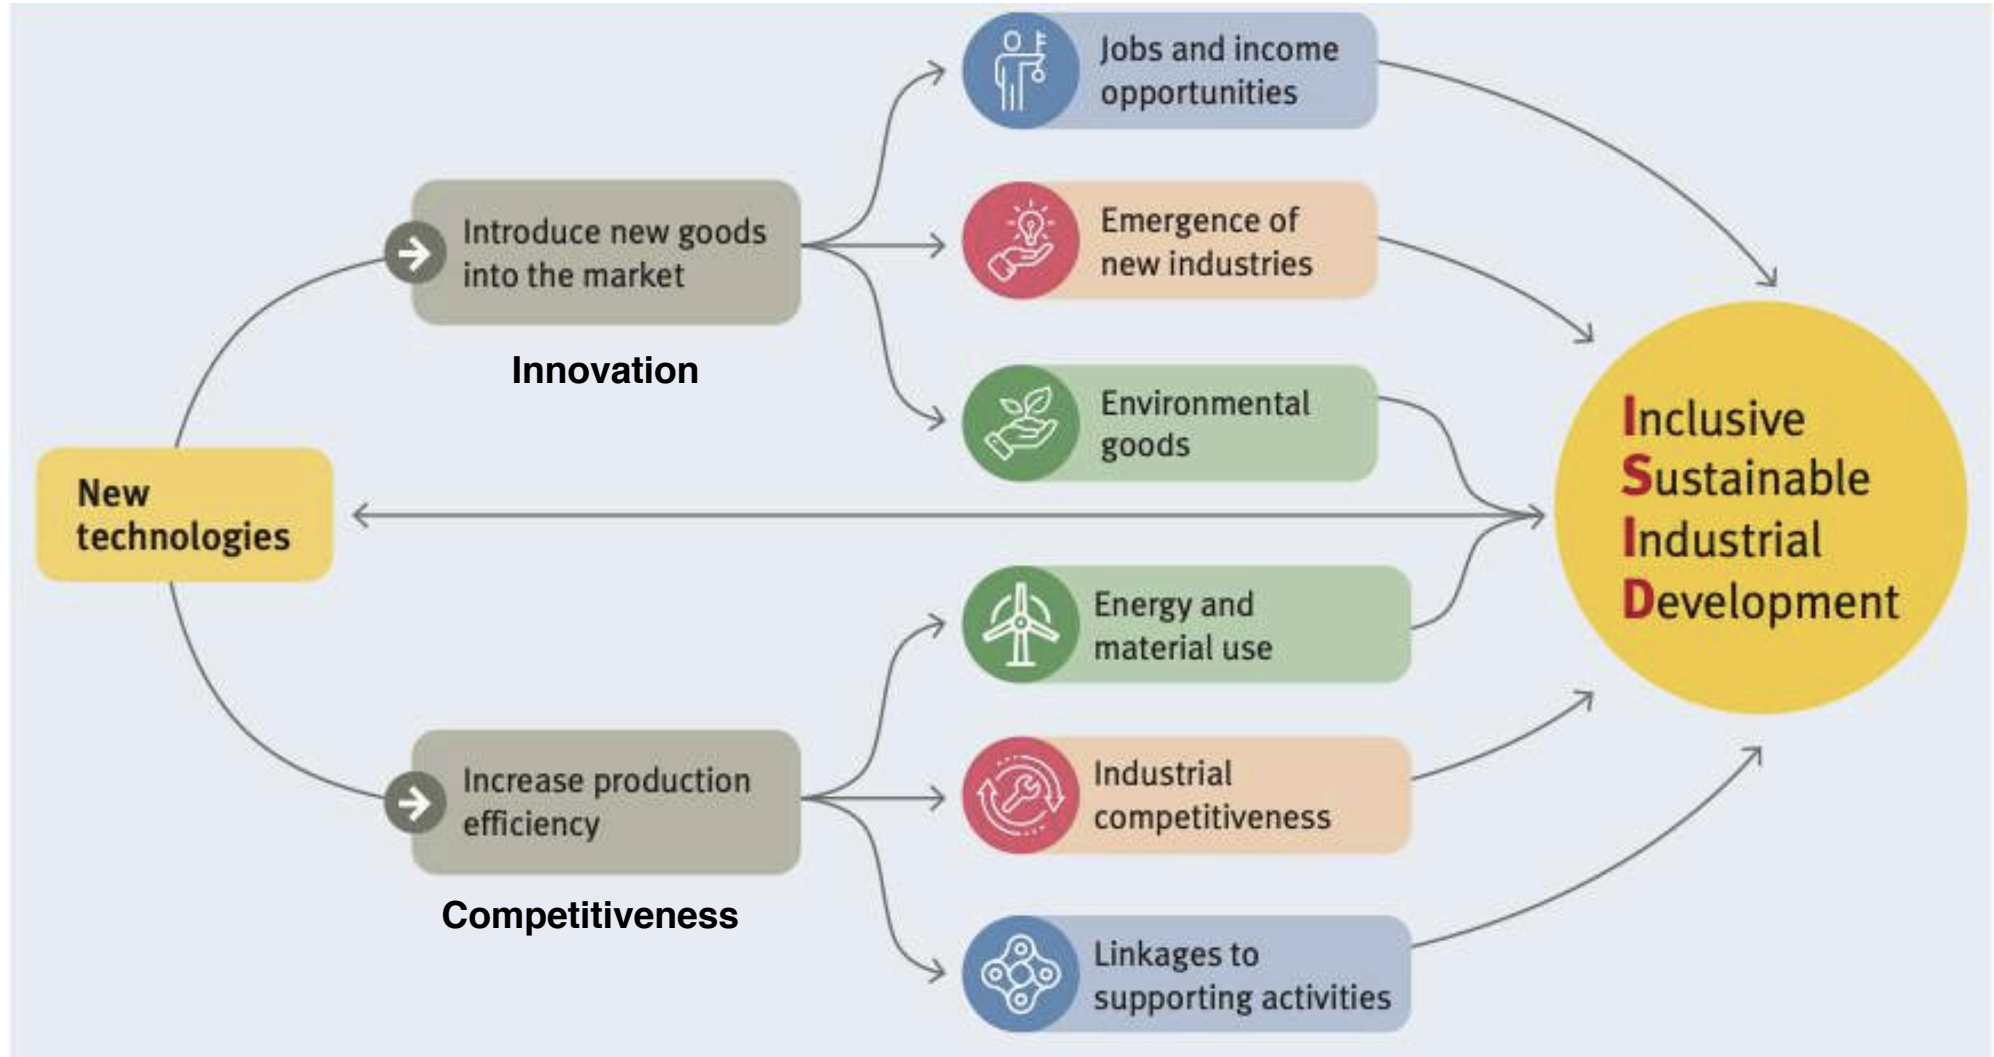 Jobs and income
opportunities
Introduce new goods
into the market
Innovation
Emergence of
new industries
Environmental
goods
New
technologies
Inclusive
Sustainable
Industrial
Development
Energy and
material use
Increase production
efficiency
Competitiveness
Industrial
competitiveness
Linkages to
supporting activities